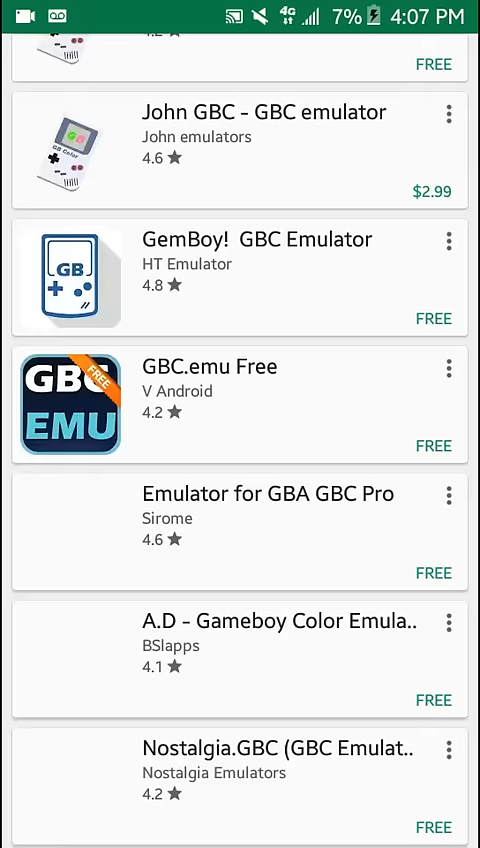 4G 7% 4:07 PM
4.2 ★
FREE
John GBC - GBC emulator
John emulators
4.6 ★
$2.99
GB Color
GemBoy! GBC Emulator
HT Emulator
4.8 ★
GB
FREE
GBC.emu Free
V Android
4.2 ★
GBC
FREE
EMU
FREE
Emulator for GBA GBC Pro
Sirome
4.6 ★
FREE
A.D - Gameboy Color Emula..
BSlapps
4.1 ★
FREE
Nostalgia.GBC (GBC Emulat..
Nostalgia Emulators
4.2 ★
FREE